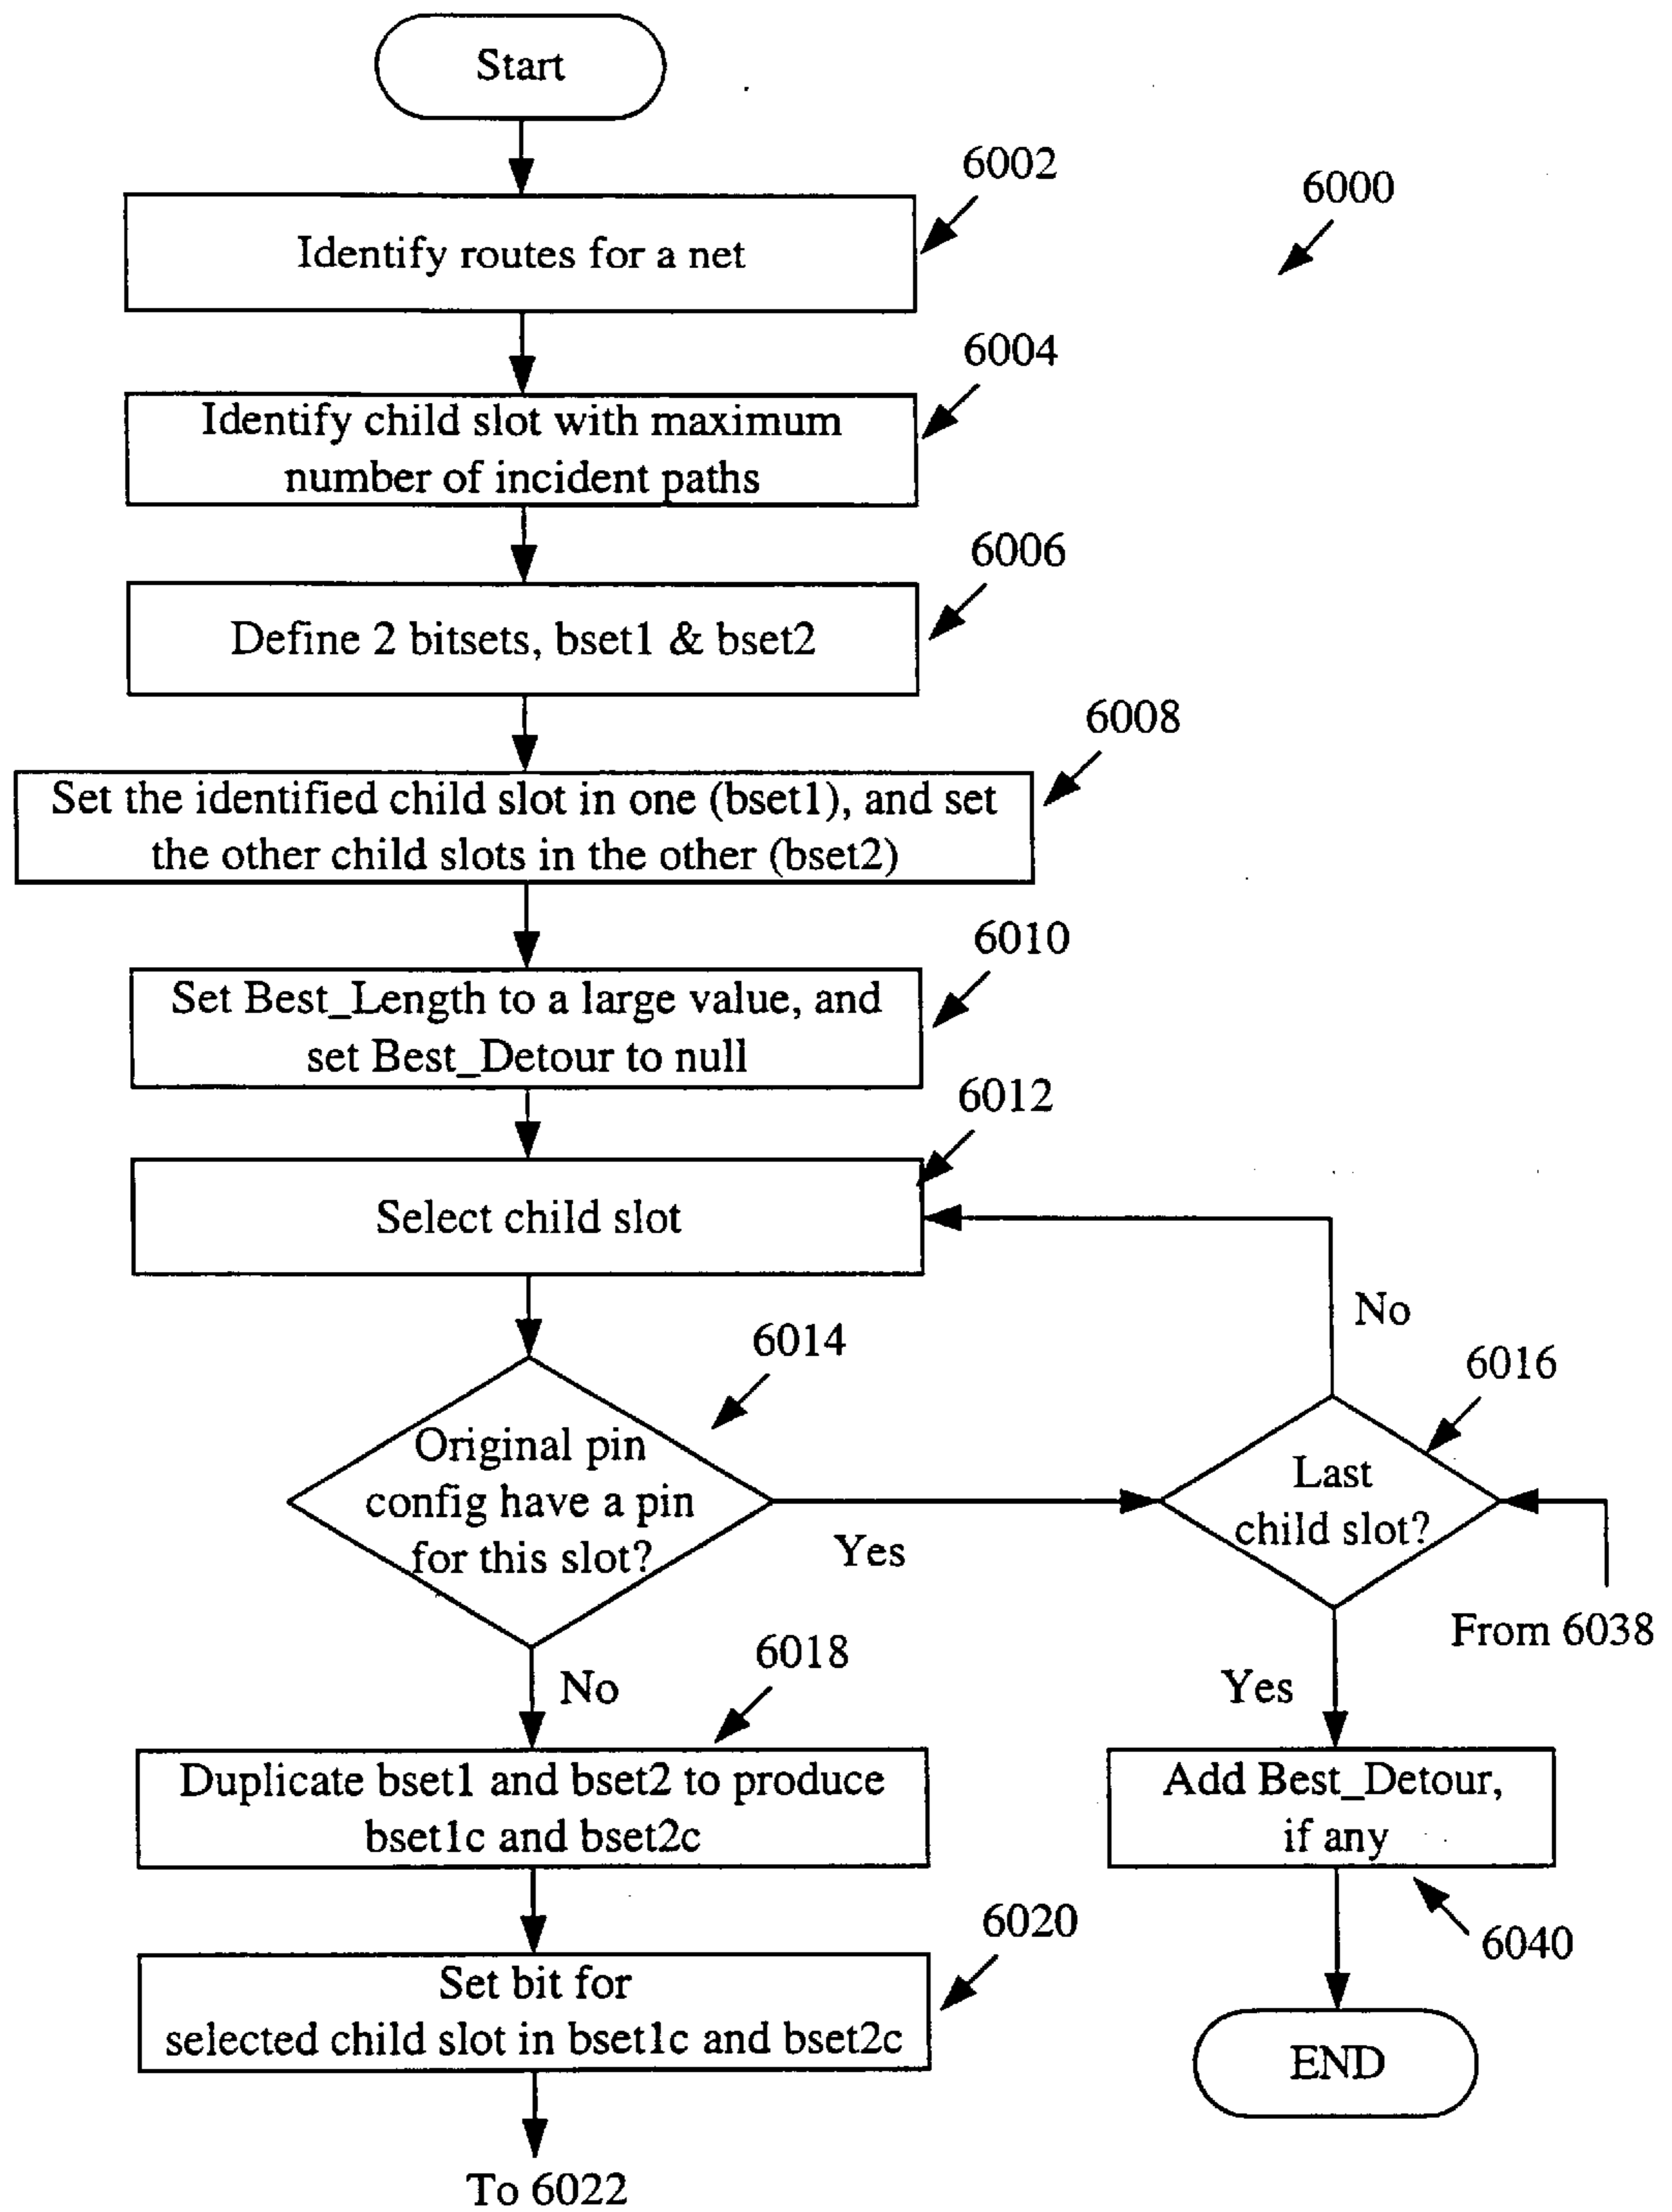 Start
6002
6000
Identify routes for a net
6004
Identify child slot with maximum
number of incident paths
6006
Define 2 bitsets, bset1 & bset2
6008
Set the identified child slot in one (bset1), and set
the other child slots in the other (bset2)
6010
Set Best_Length to a large value, and
set Best_Detour to null
6012
Select child slot
No
6014
6016
Original pin
config have a pin
for this slot?
Yes
Last
child slot?
From 6038
6018
No
Yes
Duplicate bset1 and bset2 to produce
bset1c and bset2c
Add Best_Detour,
if any
6020
6040
Set bit for
selected child slot in bset1c and bset2c
END
To 6022